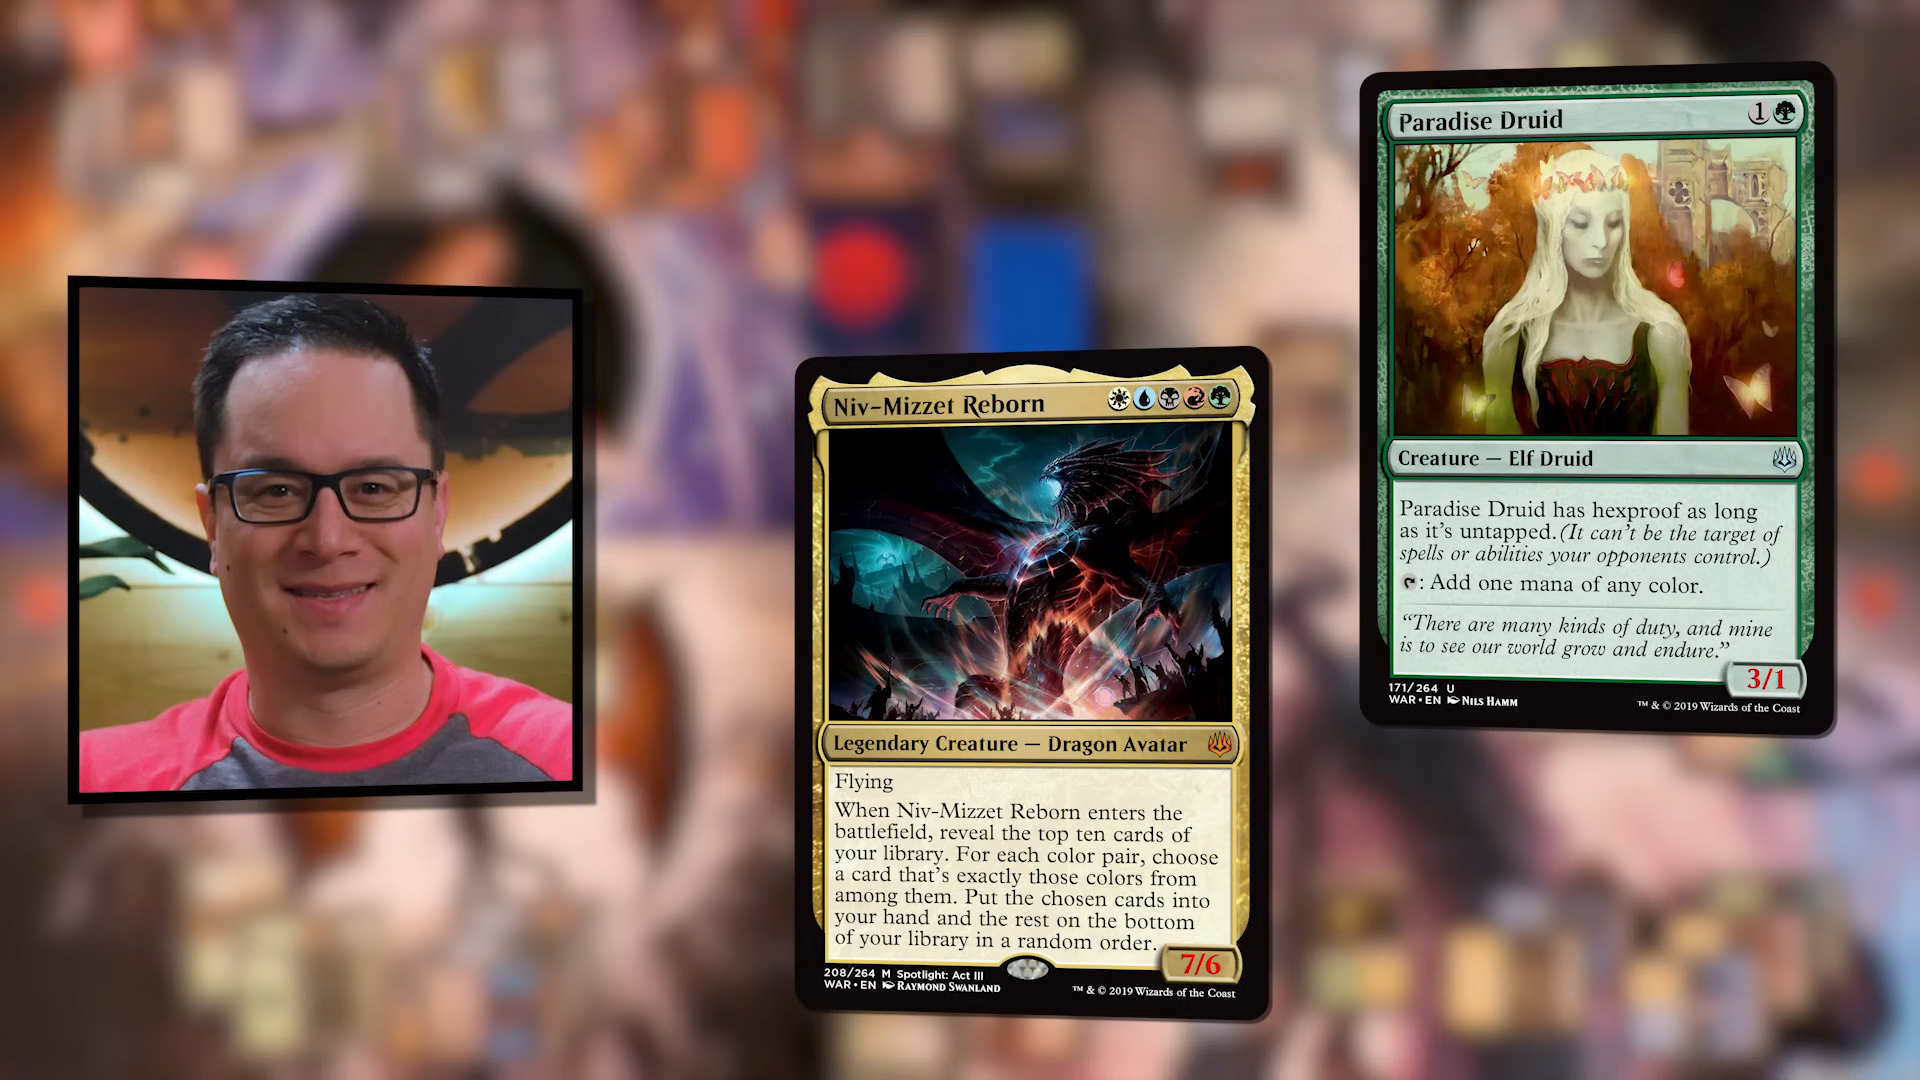 Niv-Mizzet Reborn
Legendary Creature — Dragon Avatar
Flying
When Niv-Mizzet Reborn enters the
battlefield, reveal the top ten cards of
your library. For each color pair, choose
a card that's exactly those colors from
among them. Put the chosen cards into
your hand and the rest on the bottom
of your library in a random order.
7/6
208/264 M Spotlight: Act III
WAR • EN RAYMOND SWANLAND
™ & © 2019 Wizards of the Coast
Paradise Druid
1
Creature — Elf Druid
Paradise Druid has hexproof as long
as it's untapped. (It can't be the target of
spells or abilities your opponents control.)
: Add one mana of any color.
“There are many kinds of duty, and mine
is to see our world grow and endure.”
3/1
171/264 U
WAR • EN NILS HAMM
™ & © 2019 Wizards of the Coast